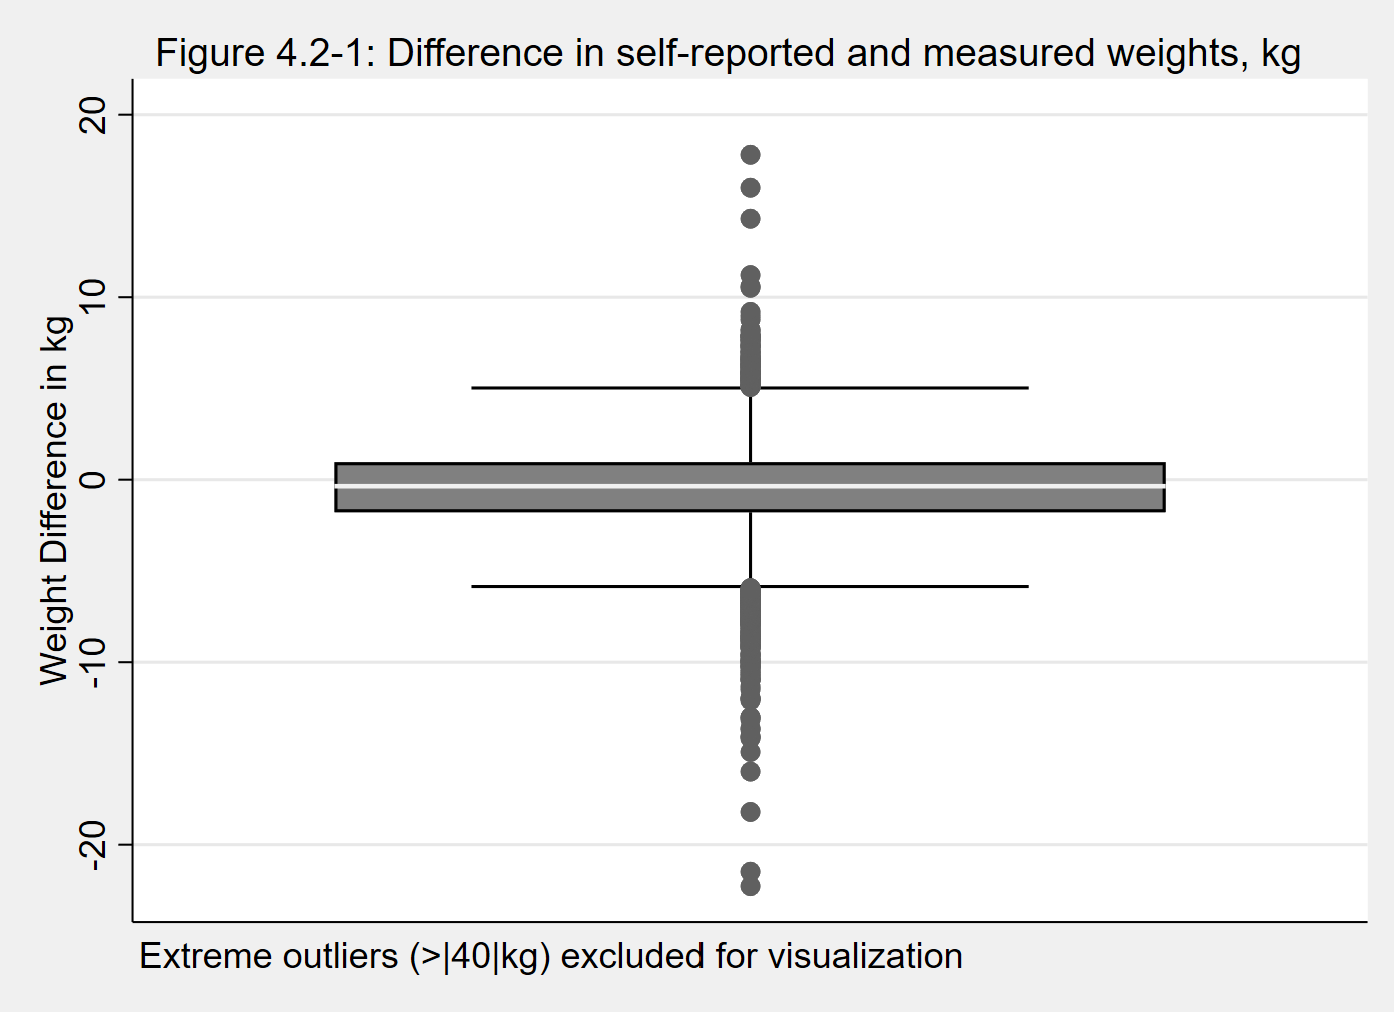 Figure 4.2-1: Difference in self-reported and measured weights, kg
Weight Difference in kg
20
10
0
-10
-20
Extreme outliers (>|40|kg) excluded for visualization